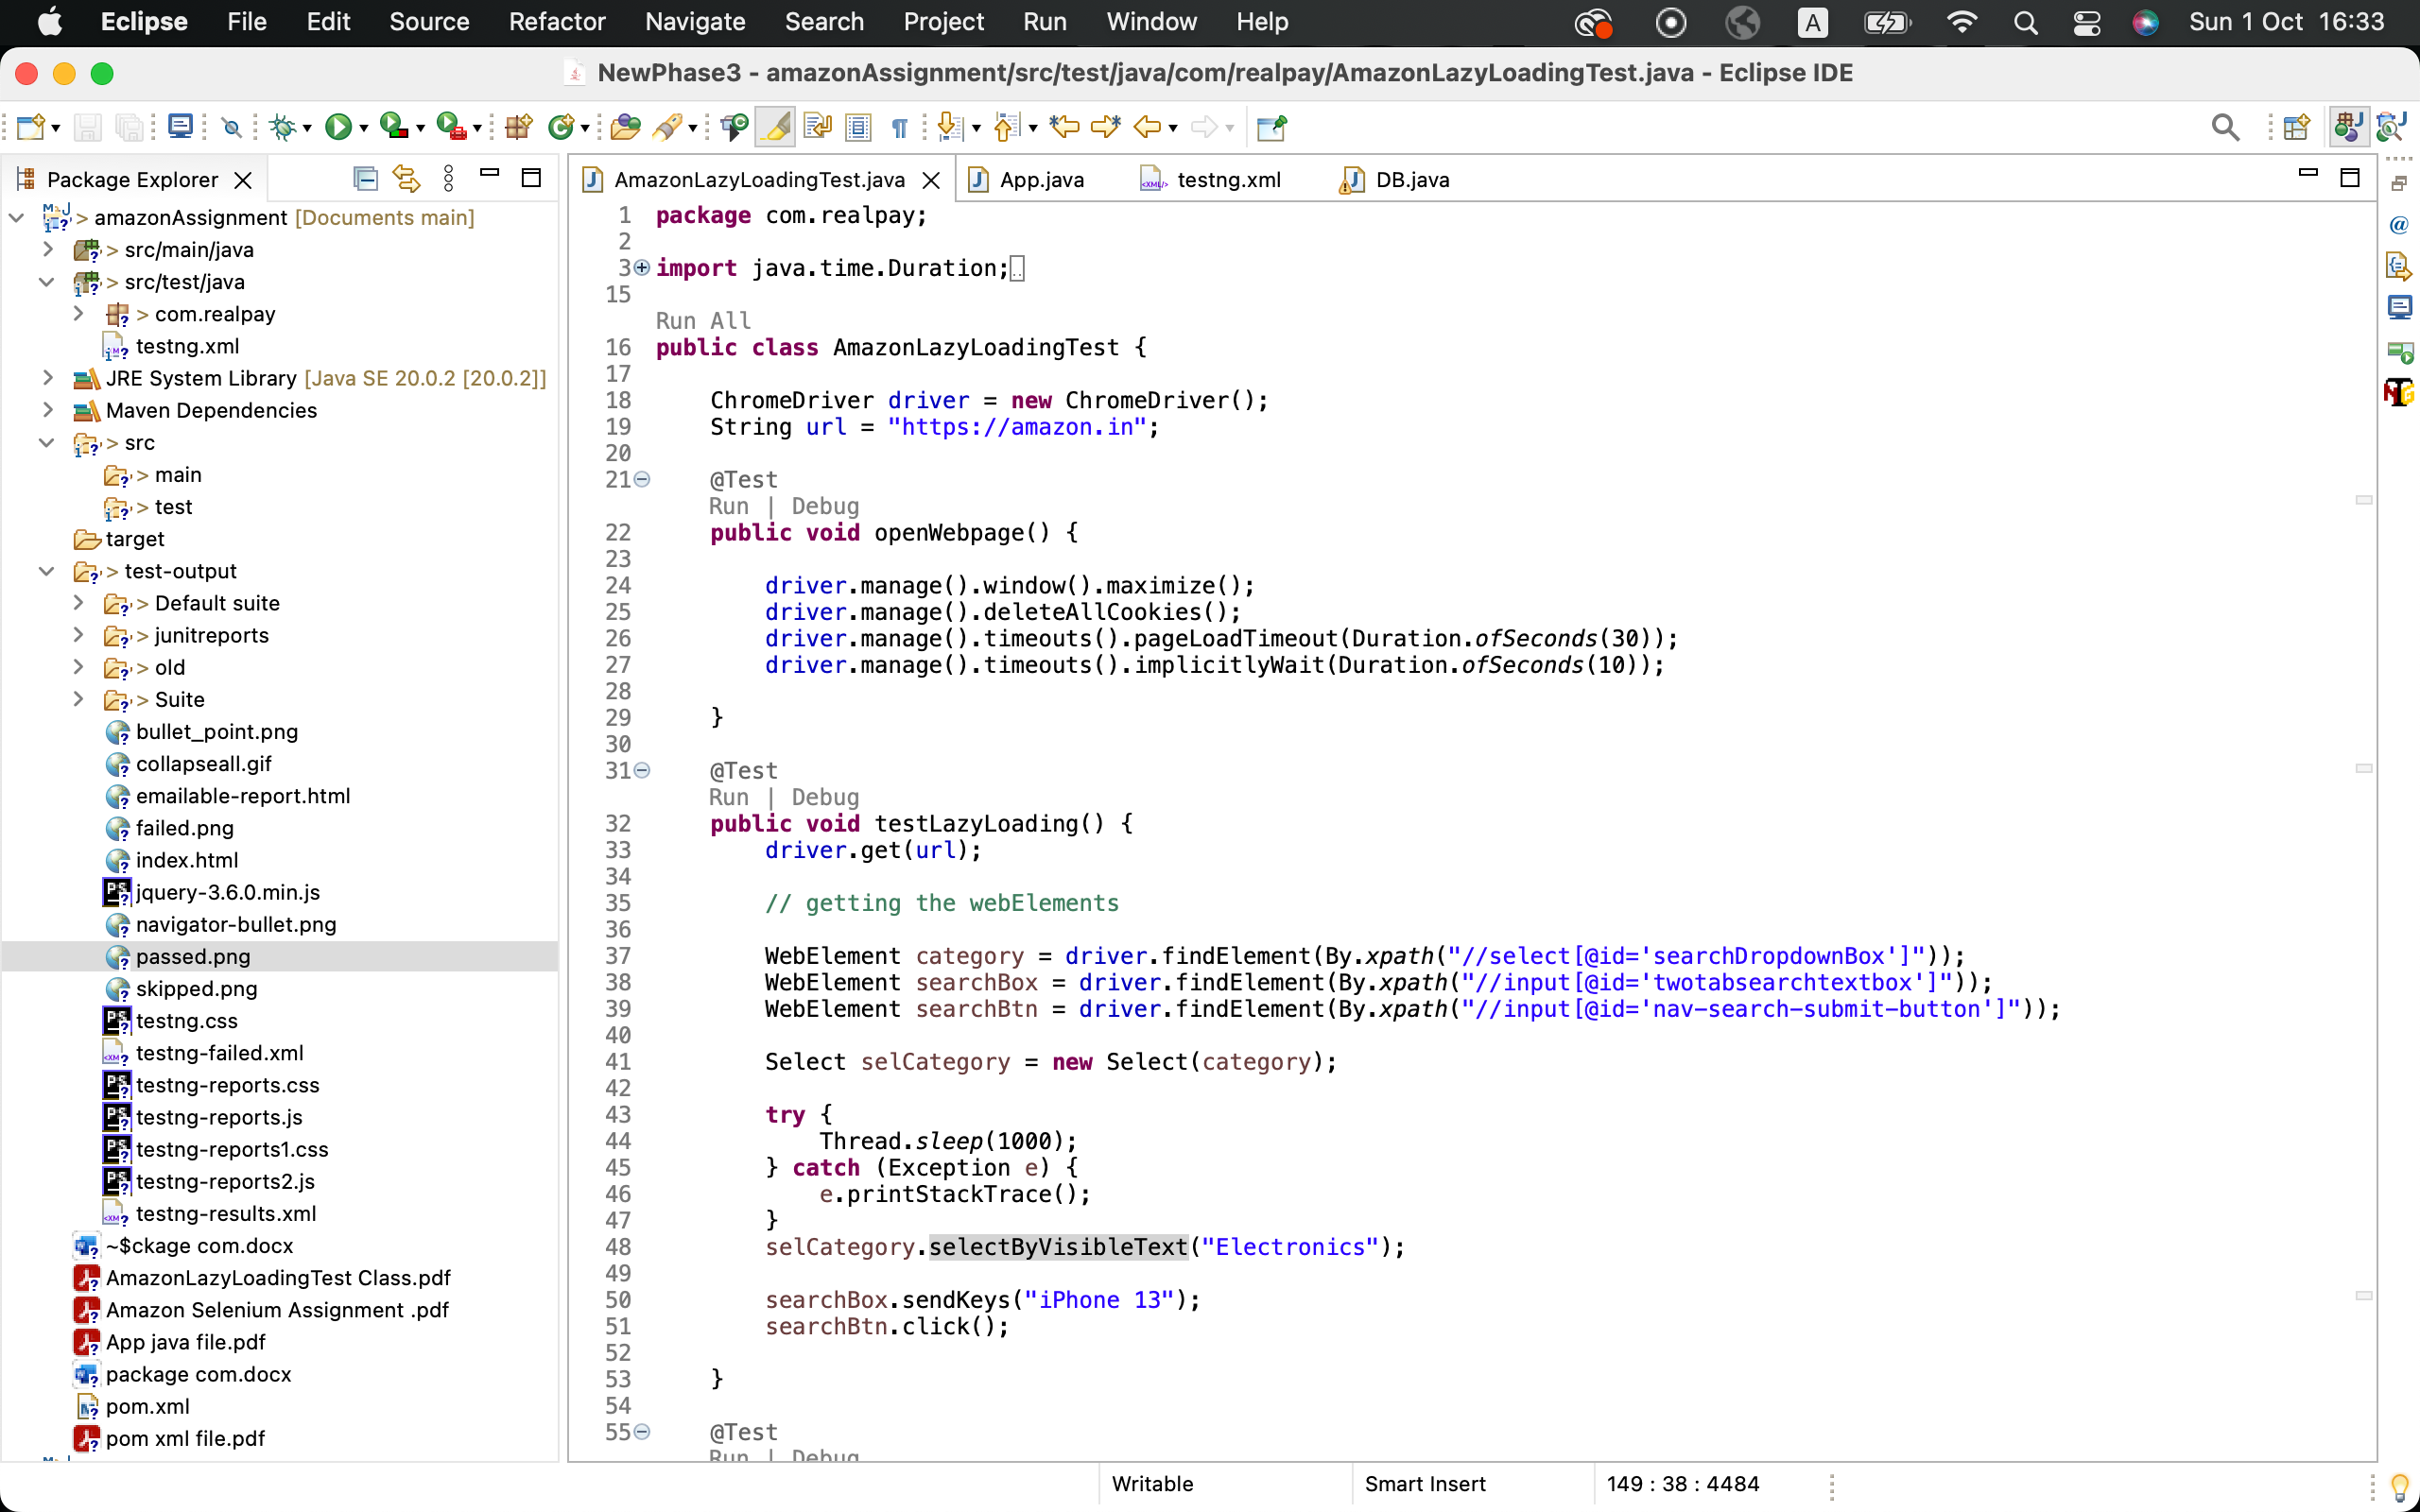 Eclipse File Edit Source Refactor Navigate Search Project Run Window Help A Sun 1 Oct 16:33
NewPhase3 - amazonAssignment/src/test/java/com/realpay/AmazonLazyLoadingTest.java - Eclipse IDE
Package Explorer
> amazonAssignment [Documents main]
> src/main/java
> src/test/java
> com.realpay
testng.xml
JRE System Library [Java SE 20.0.2 [20.0.2]]
Maven Dependencies
> src
> main
> test
target
> test-output
> Default suite
> junitreports
> old
> Suite
bullet_point.png
collapseall.gif
emailable-report.html
failed.png
index.html
jquery-3.6.0.min.js
navigator-bullet.png
passed.png
skipped.png
testng.css
testng-failed.xml
testng-reports.css
testng-reports.js
testng-reports1.css
testng-reports2.js
testng-results.xml
~$ckage com.docx
AmazonLazyLoadingTest Class.pdf
Amazon Selenium Assignment .pdf
App java file.pdf
package com.docx
pom.xml
pom xml file.pdf
AmazonLazyLoadingTest.java App.java testng.xml DB.java
1 package com.realpay;
2
3 import java.time.Duration;
15
Run All
16 public class AmazonLazyLoadingTest {
17
18 ChromeDriver driver = new ChromeDriver();
19 String url = "https://amazon.in";
20
21 @Test
Run | Debug
22 public void openWebpage() {
23
24 driver.manage().window().maximize();
25 driver.manage().deleteAllCookies();
26 driver.manage().timeouts().pageLoadTimeout(Duration.ofSeconds(30));
27 driver.manage().timeouts().implicitlyWait(Duration.ofSeconds(10));
28
29 }
30
31 @Test
Run | Debug
32 public void testLazyLoading() {
33 driver.get(url);
34
35 // getting the webElements
36
37 WebElement category = driver.findElement(By.xpath("//select[@id='searchDropdownBox']"));
38 WebElement searchBox = driver.findElement(By.xpath("//input[@id='twotabsearchtextbox']"));
39 WebElement searchBtn = driver.findElement(By.xpath("//input[@id='nav-search-submit-button']"));
40
41 Select selCategory = new Select(category);
42
43 try {
44 Thread.sleep(1000);
45 } catch (Exception e) {
46 e.printStackTrace();
47 }
48 selCategory.selectByVisibleText("Electronics");
49
50 searchBox.sendKeys("iPhone 13");
51 searchBtn.click();
52
53 }
54
55 @Test
Run | Debug
Writable Smart Insert 149 : 38 : 4484